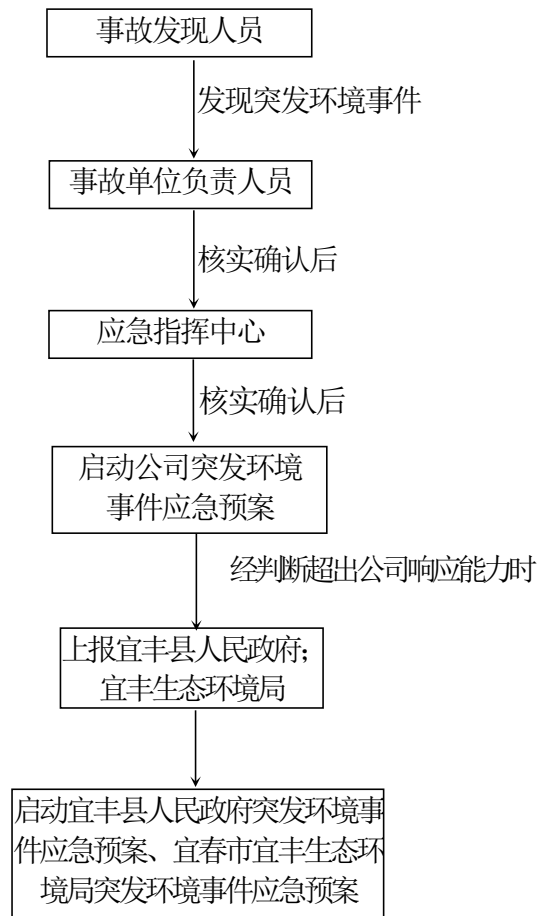 事故发现人员
发现突发环境事件
事故单位负责人员
核实确认后
应急指挥中心
核实确认后
启动公司突发环境
事件应急预案
经判断超出公司响应能力时
上报宜丰县人民政府；
宜丰生态环境局
启动宜丰县人民政府突发环境事
件应急预案、宜春市宜丰生态环
境局突发环境事件应急预案